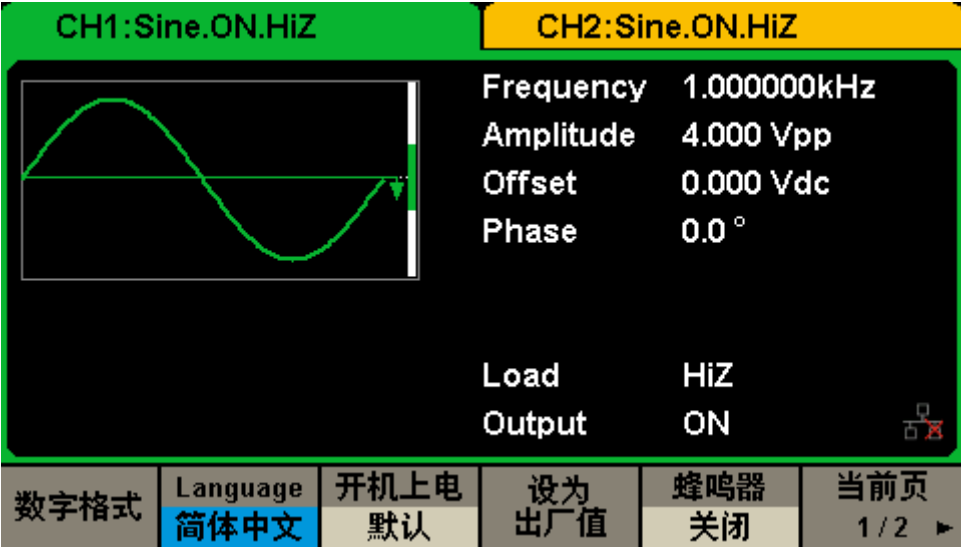 CH1:Sine.ON.HiZ CH2:Sine.ON.HiZ
Frequency 1.000000kHz
Amplitude 4.000 Vpp
Offset 0.000 Vdc
Phase 0.0 °
Load HiZ
Output ON
数字格式
Language
简体中文
开机上电
默认
设为
出厂值
蜂鸣器
关闭
当前页
1/2 ►